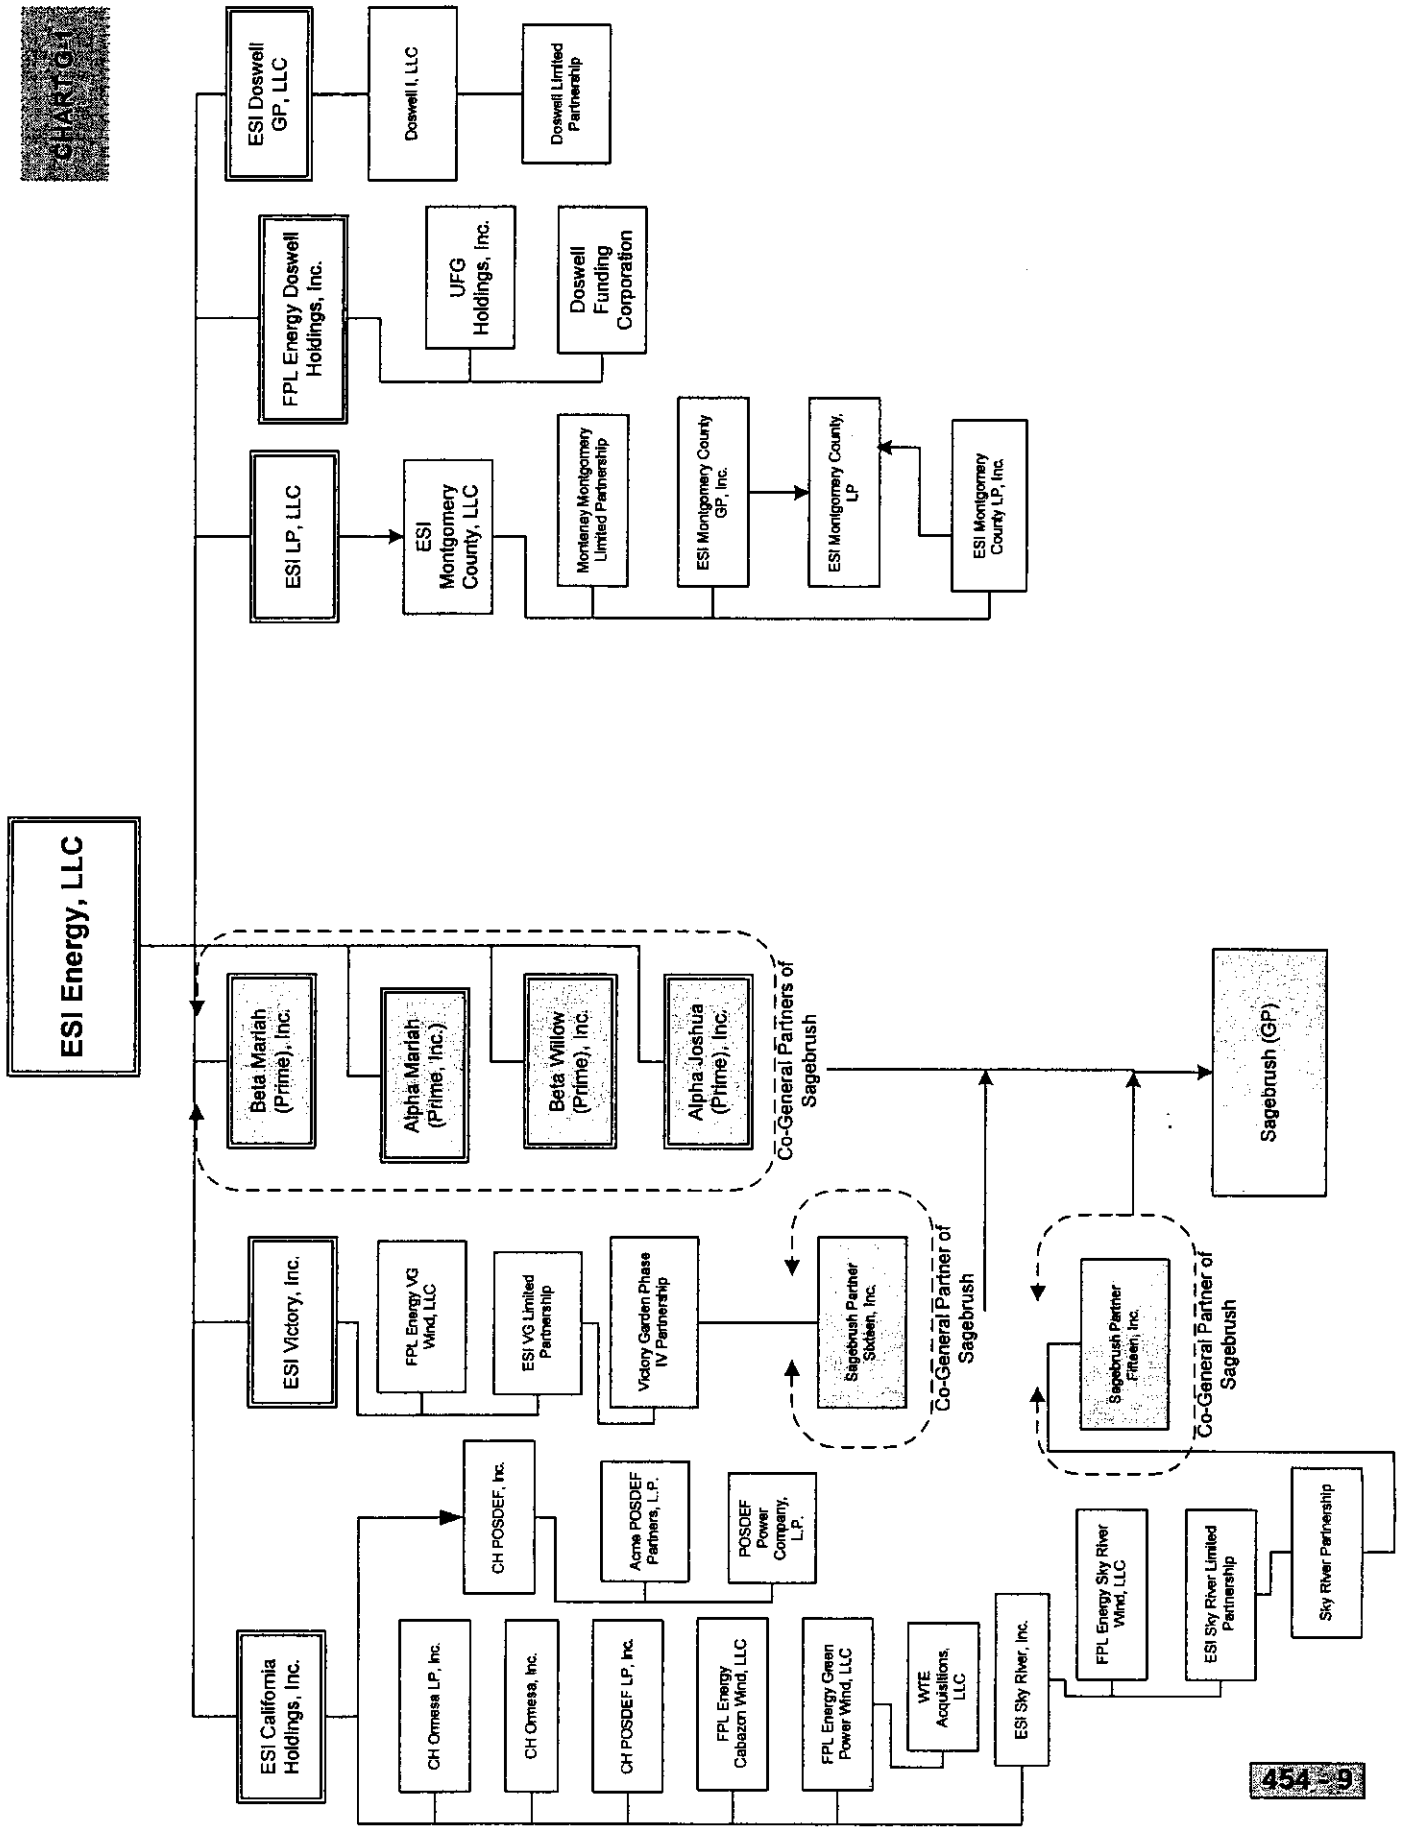 CHART G-1
ESI Energy, LLC
ESI California
Holdings, Inc.
CH Ormesa LP, Inc.
CH Ormesa, Inc.
CH POSDEF LP, Inc.
FPL Energy
Cabazon Wind, LLC
FPL Energy Green
Power Wind, LLC
WTE
Acquisitions,
LLC
ESI Sky River, Inc.
FPL Energy Sky River
Wind, LLC
ESI Sky River Limited
Partnership
Sky River Partnership
CH POSDEF, Inc.
Acme POSDEF
Partners, L.P.
POSDEF
Power
Company,
L.P.
ESI Victory, Inc.
FPL Energy VG
Wind, LLC
ESI VG Limited
Partnership
Victory Garden Phase
IV Partnership
Sagebrush Partner
Sixteen, Inc.
Co-General Partner of
Sagebrush
Sagebrush Partner
Fifteen, Inc.
Co-General Partner of
Sagebrush
Beta Mariah
(Prime), Inc.
Alpha Mariah
(Prime, Inc.)
Beta Willow
(Prime), Inc.
Alpha Joshua
(Prime), Inc.
Co-General Partners of
Sagebrush
Sagebrush (GP)
ESI LP, LLC
ESI
Montgomery
County, LLC
Montenay Montgomery
Limited Partnership
ESI Montgomery County
GP, Inc.
ESI Montgomery County,
LP
ESI Montgomery
County LP, Inc.
FPL Energy Doswell
Holdings, Inc.
UFG
Holdings, Inc.
Doswell
Funding
Corporation
ESI Doswell
GP, LLC
Doswell I, LLC
Doswell Limited
Partnership
454 - 9